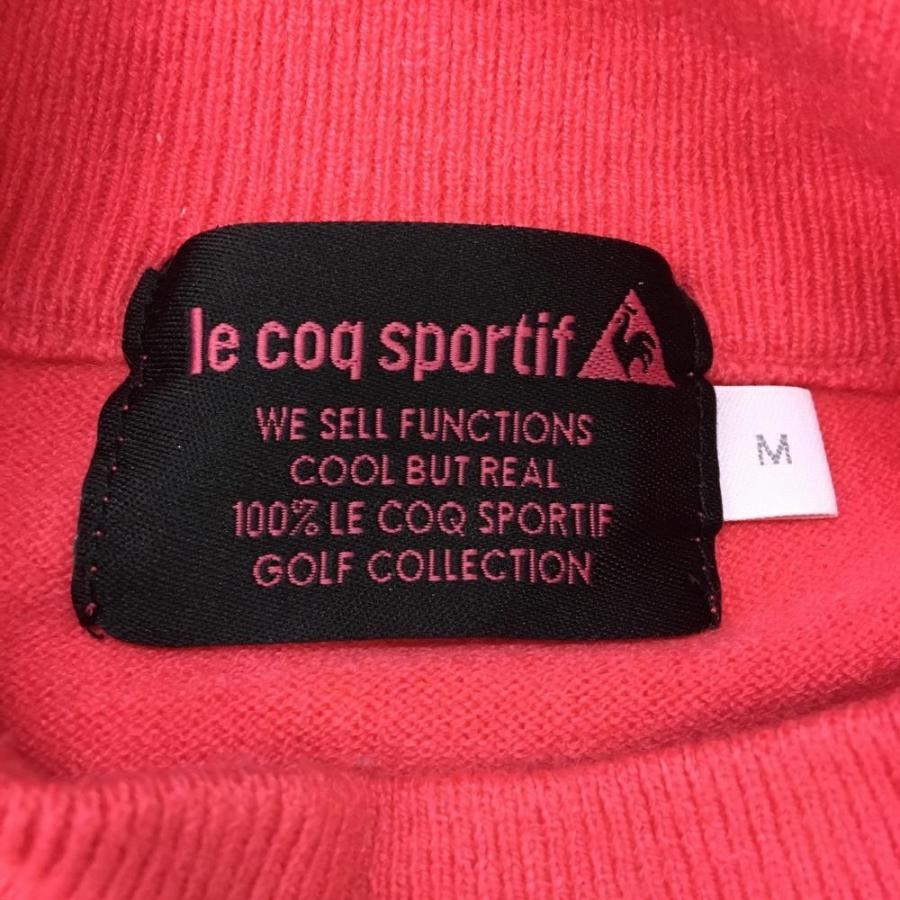 le coq sportif
WE SELL FUNCTIONS
COOL BUT REAL
100% LE COQ SPORTIF
GOLF COLLECTION
M